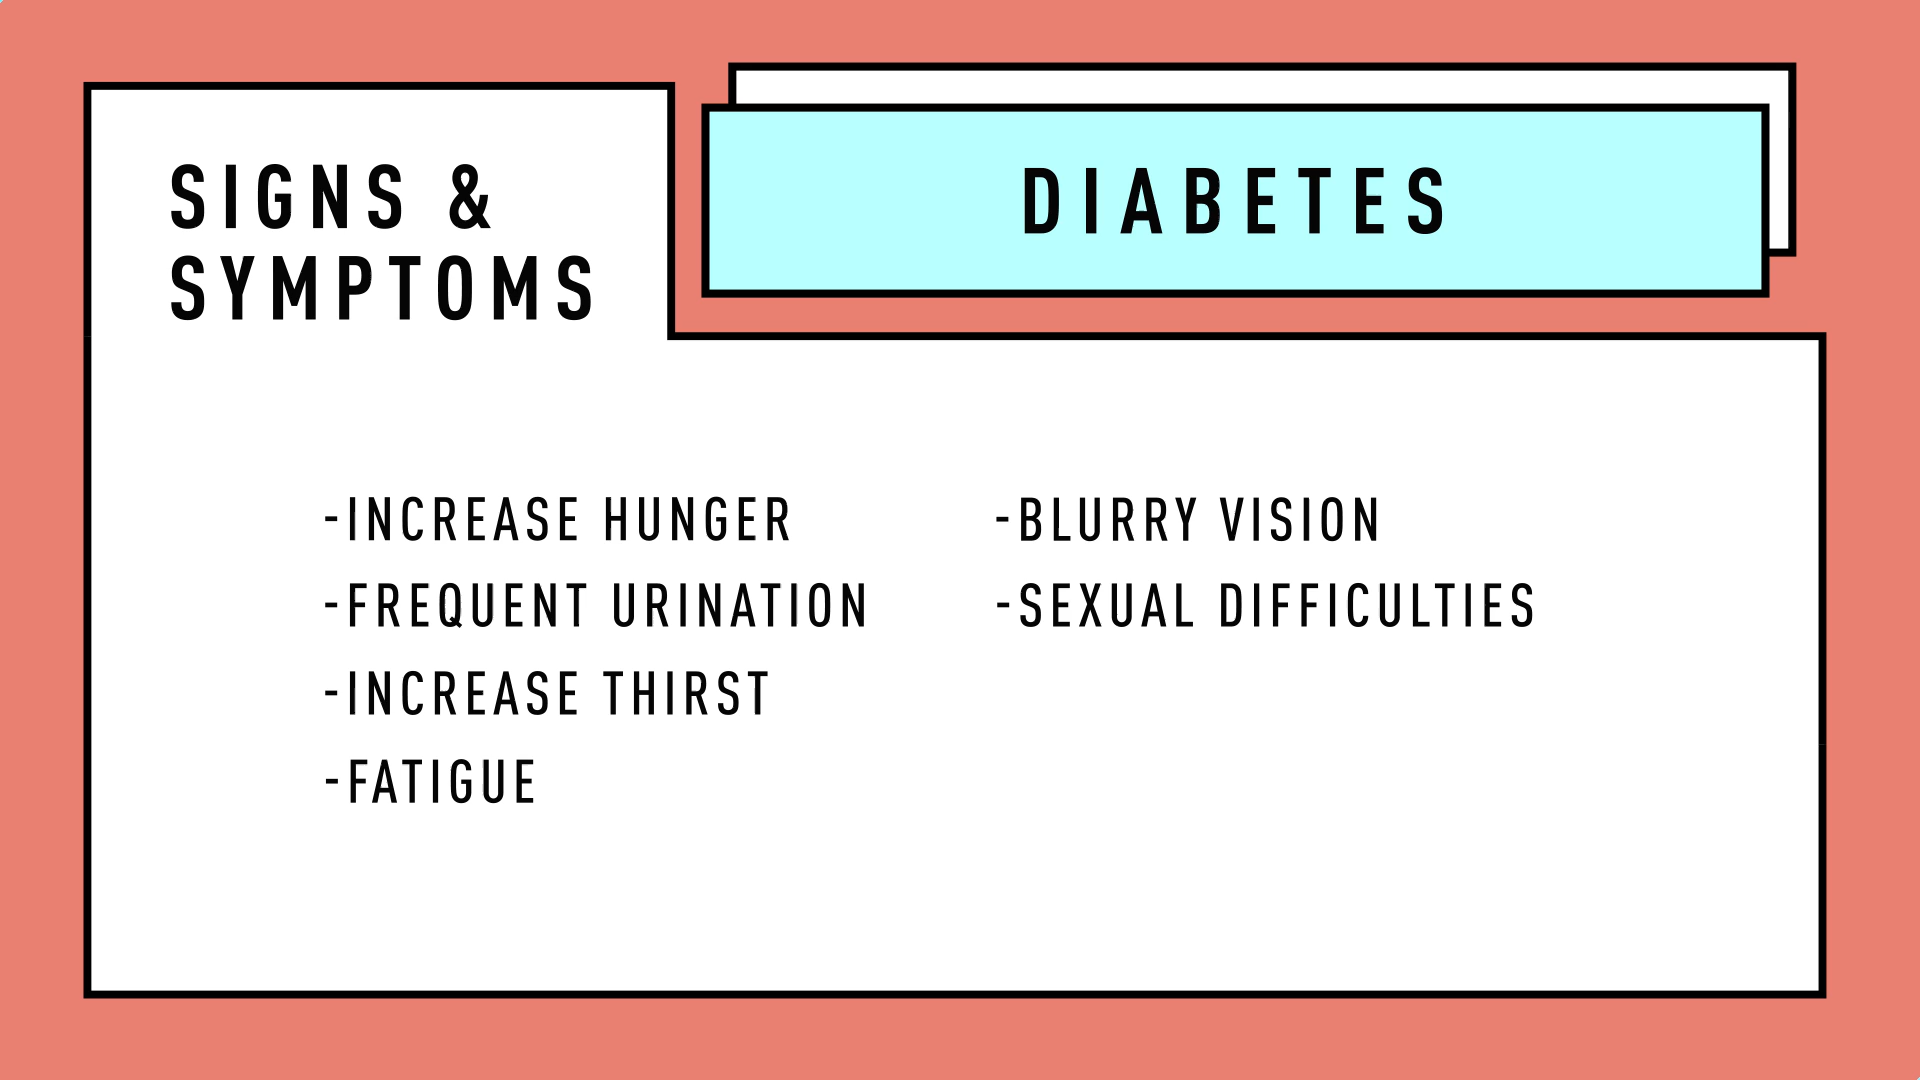 SIGNS &
SYMPTOMS
DIABETES
-INCREASE HUNGER
-FREQUENT URINATION
-INCREASE THIRST
-FATIGUE
-BLURRY VISION
-SEXUAL DIFFICULTIES